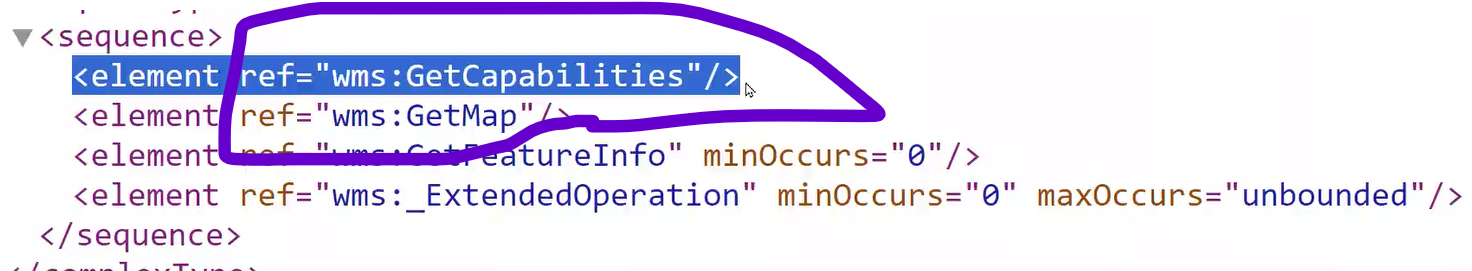 <sequence>
<element ref="wms:GetCapabilities"/>
<element ref="wms:GetMap"/>
<element ref="wms:GetFeatureInfo" minOccurs="0"/>
<element ref="wms:_ExtendedOperation" minOccurs="0" maxOccurs="unbounded"/>
</sequence>
</complexType>